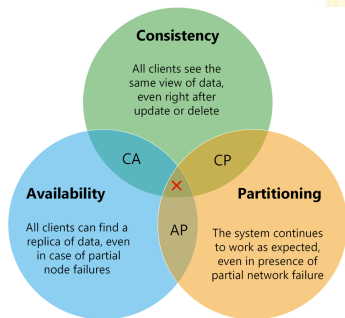 Consistency
All clients see the
same view of data,
even right after
update or delete
CA
CP
Availability
All clients can find a
replica of data, even
in case of partial
node failures
AP
Partitioning
The system continues
to work as expected,
even in presence of
partial network failure